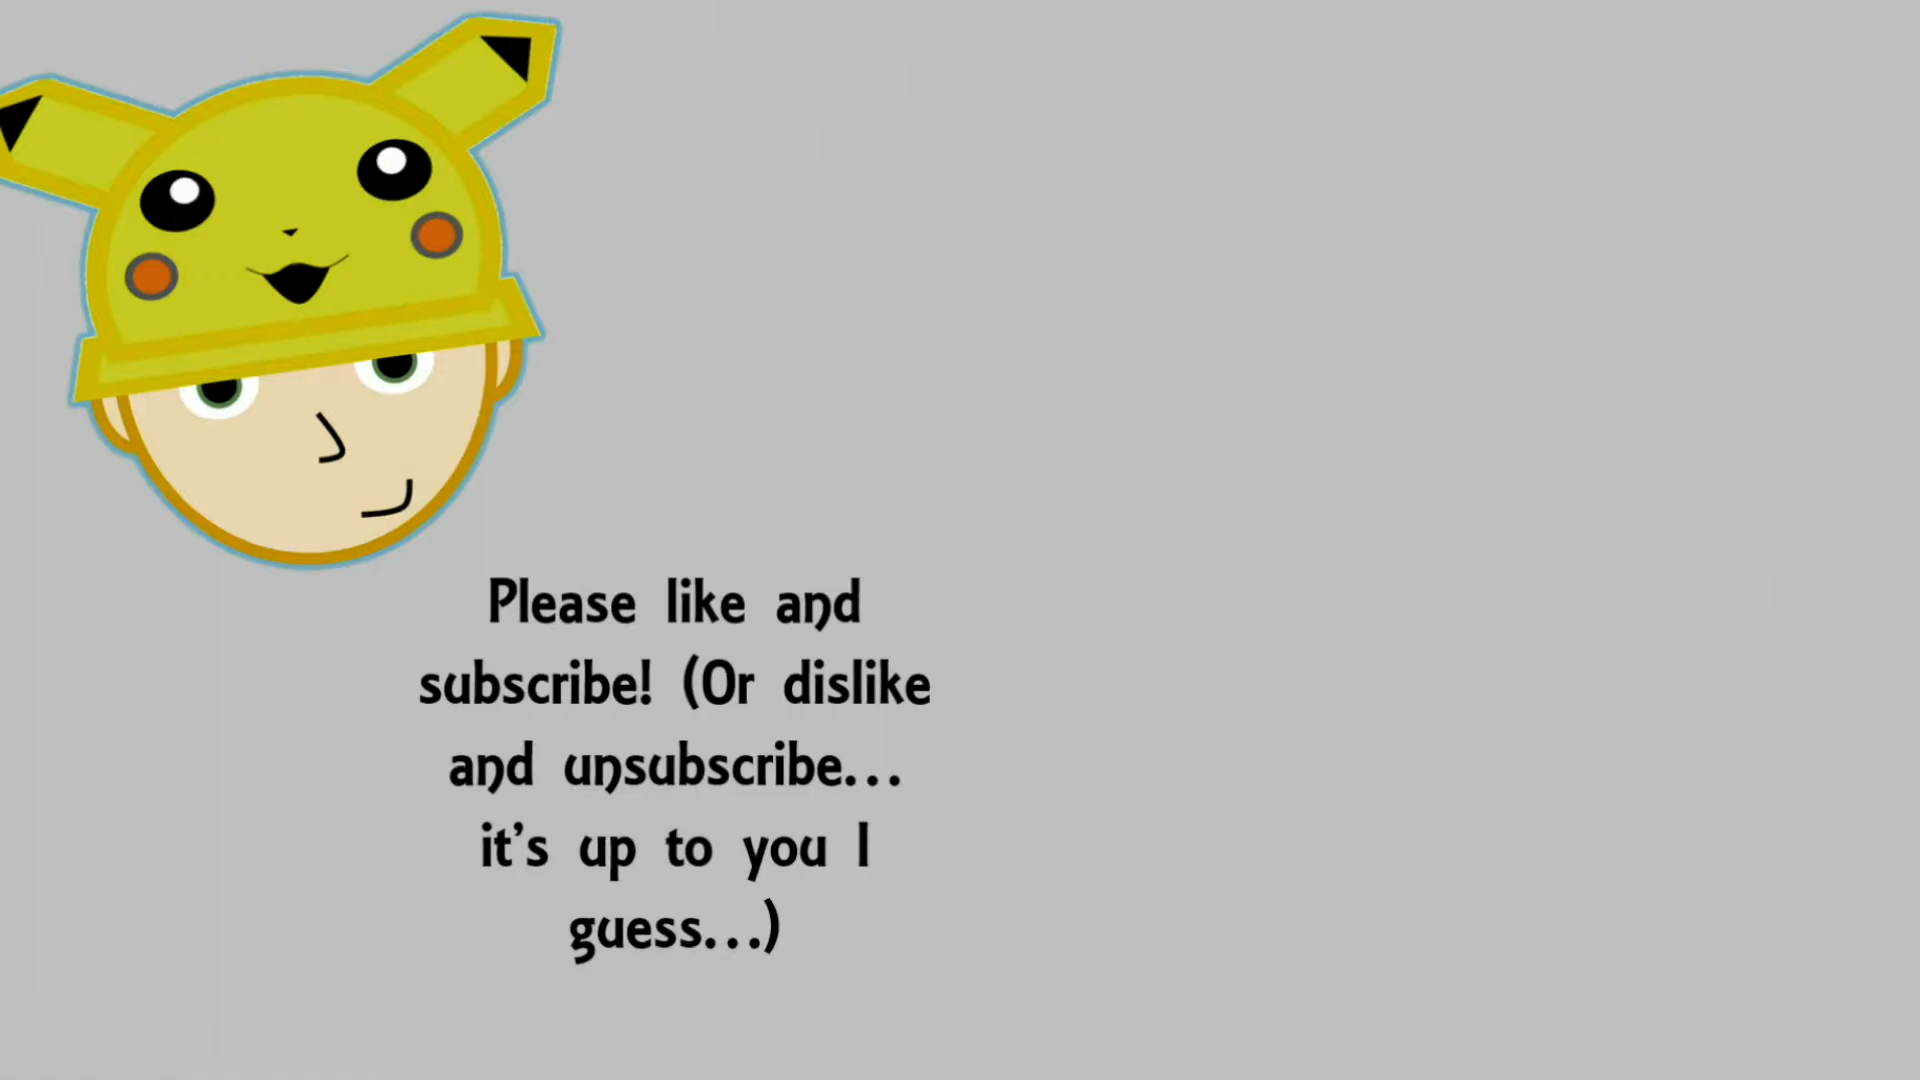 Please like and
subscribe! (Or dislike
and unsubscribe...
it's up to you I
guess...)